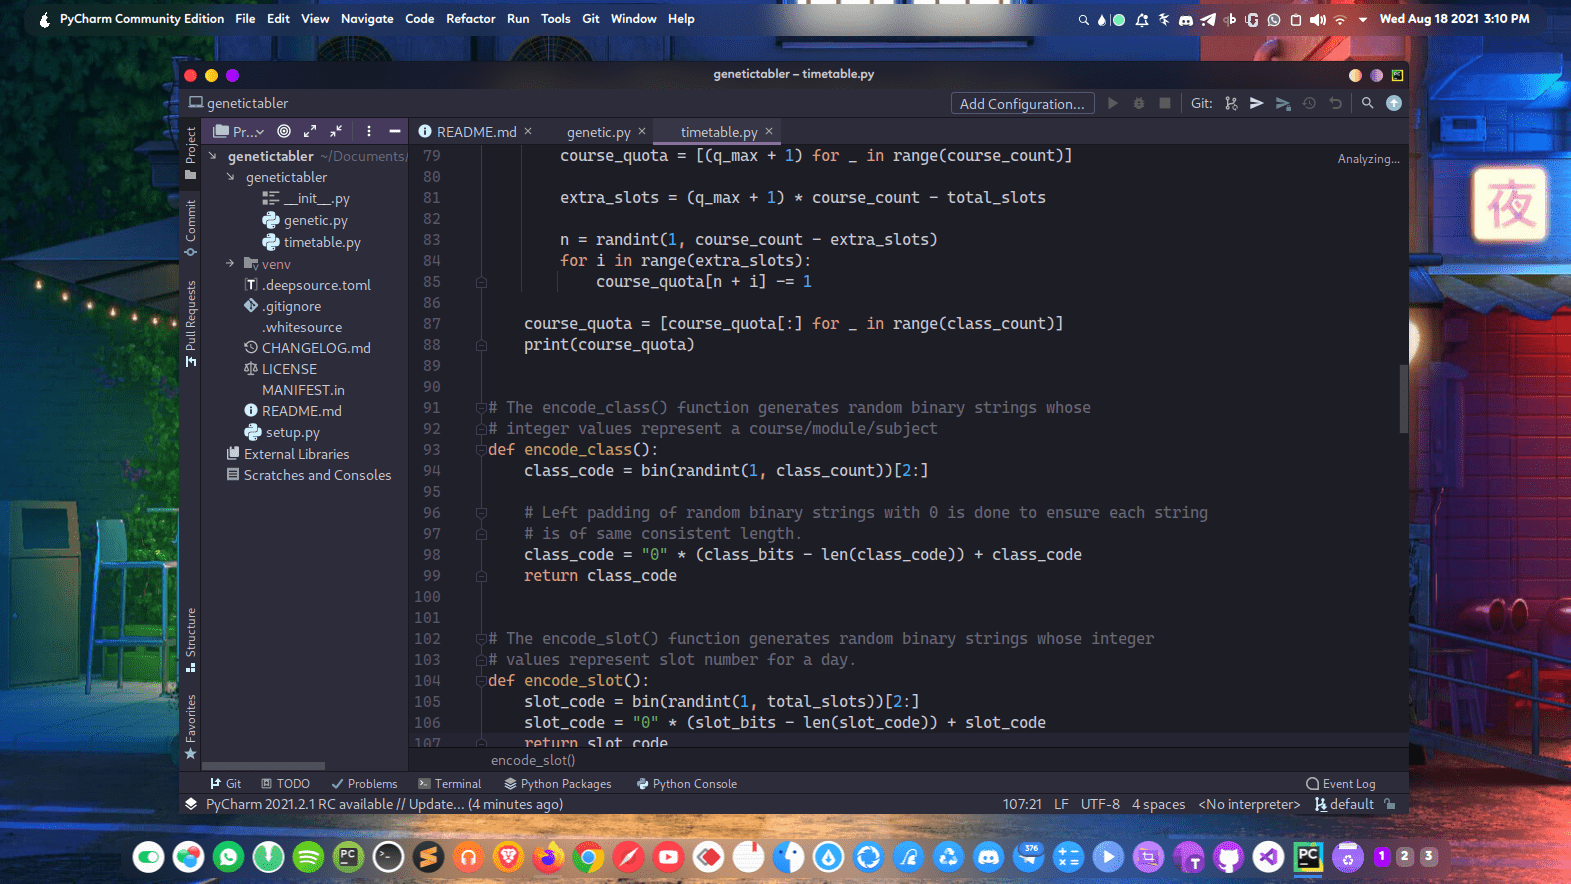 PyCharm Community Edition File Edit View Navigate Code Refactor Run Tools Git Window Help
Wed Aug 18 2021 3:10 PM
genetictabler – timetable.py
genetictabler
Add Configuration...
Git:
Pr...
README.md
genetic.py
timetable.py
Analyzing...
Project
Commit
Pull Requests
Structure
Favorites
genetictabler ~/Documents/
genetictabler
__init__.py
genetic.py
timetable.py
venv
.deepsource.toml
.gitignore
.whitesource
CHANGELOG.md
LICENSE
MANIFEST.in
README.md
setup.py
External Libraries
Scratches and Consoles
79 course_quota = [(q_max + 1) for _ in range(course_count)]
80
81 extra_slots = (q_max + 1) * course_count - total_slots
82
83 n = randint(1, course_count - extra_slots)
84 for i in range(extra_slots):
85 course_quota[n + i] -= 1
86
87 course_quota = [course_quota[:] for _ in range(class_count)]
88 print(course_quota)
89
90
91 # The encode_class() function generates random binary strings whose
92 # integer values represent a course/module/subject
93 def encode_class():
94 class_code = bin(randint(1, class_count))[2:]
95
96 # Left padding of random binary strings with 0 is done to ensure each string
97 # is of same consistent length.
98 class_code = "0" * (class_bits - len(class_code)) + class_code
99 return class_code
100
101
102 # The encode_slot() function generates random binary strings whose integer
103 # values represent slot number for a day.
104 def encode_slot():
105 slot_code = bin(randint(1, total_slots))[2:]
106 slot_code = "0" * (slot_bits - len(slot_code)) + slot_code
107 return slot_code
encode_slot()
Git TODO Problems Terminal Python Packages Python Console Event Log
PyCharm 2021.2.1 RC available // Update... (4 minutes ago)
107:21 LF UTF-8 4 spaces <No interpreter> default
夜
PC
376
T
PC
1 2 3